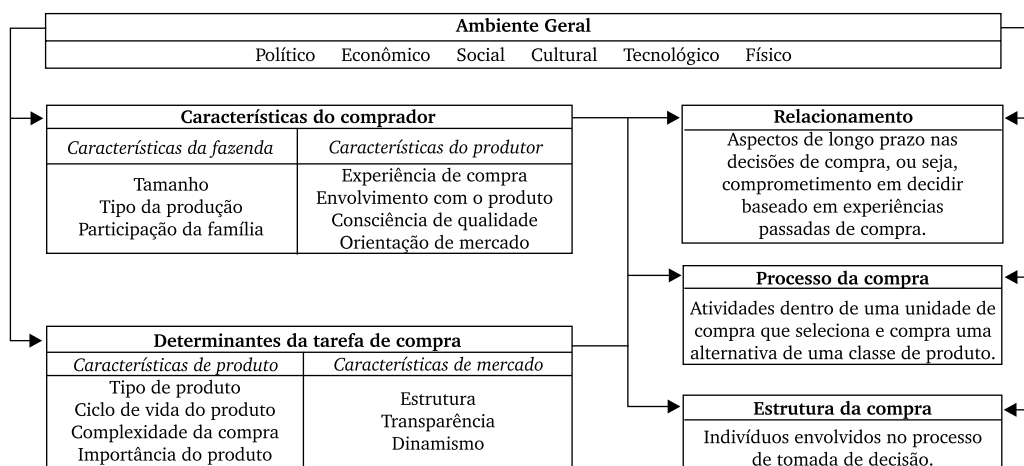 Ambiente Geral
Político Econômico Social Cultural Tecnológico Físico
Características do comprador
Características da fazenda
Tamanho
Tipo da produção
Participação da família
Características do produtor
Experiência de compra
Envolvimento com o produto
Consciência de qualidade
Orientação de mercado
Determinantes da tarefa de compra
Características de produto
Tipo de produto
Ciclo de vida do produto
Complexidade da compra
Importância do produto
Características de mercado
Estrutura
Transparência
Dinamismo
Relacionamento
Aspectos de longo prazo nas
decisões de compra, ou seja,
comprometimento em decidir
baseado em experiências
passadas de compra.
Processo da compra
Atividades dentro de uma unidade de
compra que seleciona e compra uma
alternativa de uma classe de produto.
Estrutura da compra
Indivíduos envolvidos no processo
de tomada de decisão.